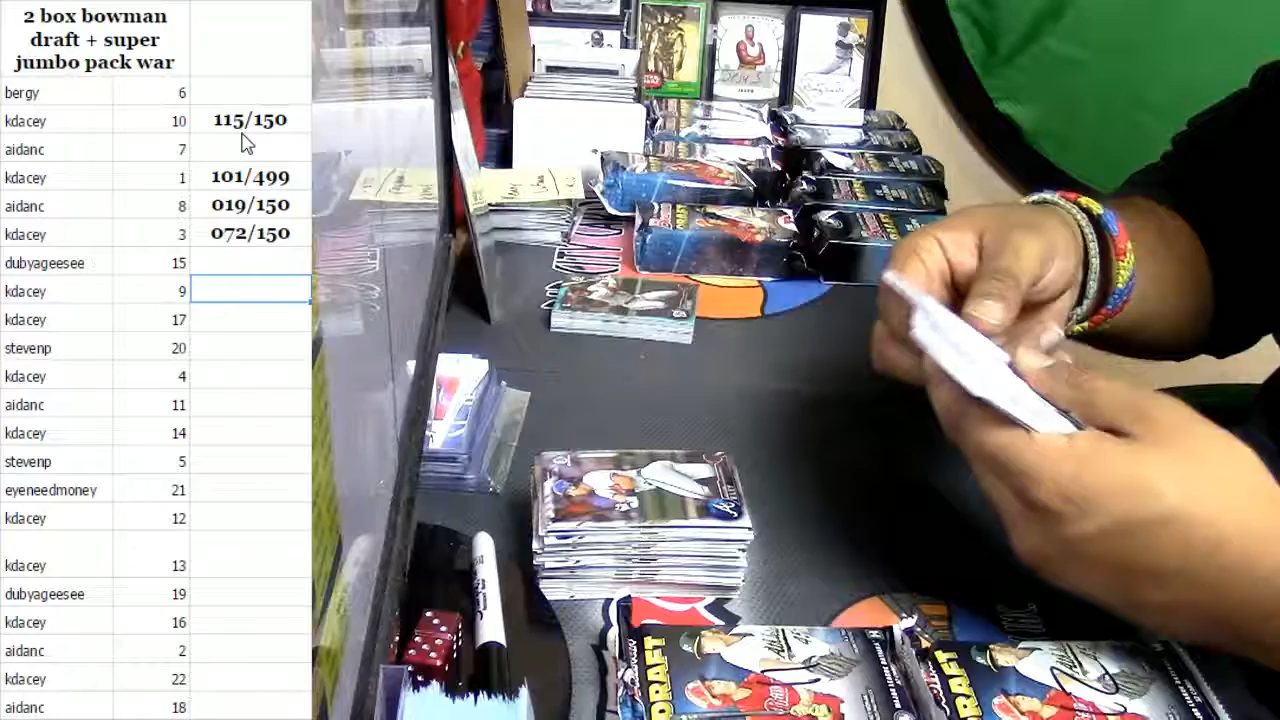 2 box bowman
draft + super
jumbo pack war
bergy 6
kdacey 10 115/150
aidanc 7
kdacey 1 101/499
aidanc 8 019/150
kdacey 3 072/150
dubyageesee 15
kdacey 9
kdacey 17
stevenp 20
kdacey 4
aidanc 11
kdacey 14
stevenp 5
eyeneedmoney 21
kdacey 12
kdacey 13
dubyageesee 19
kdacey 16
aidanc 2
kdacey 22
aidanc 18
DRAFT
DRAFT